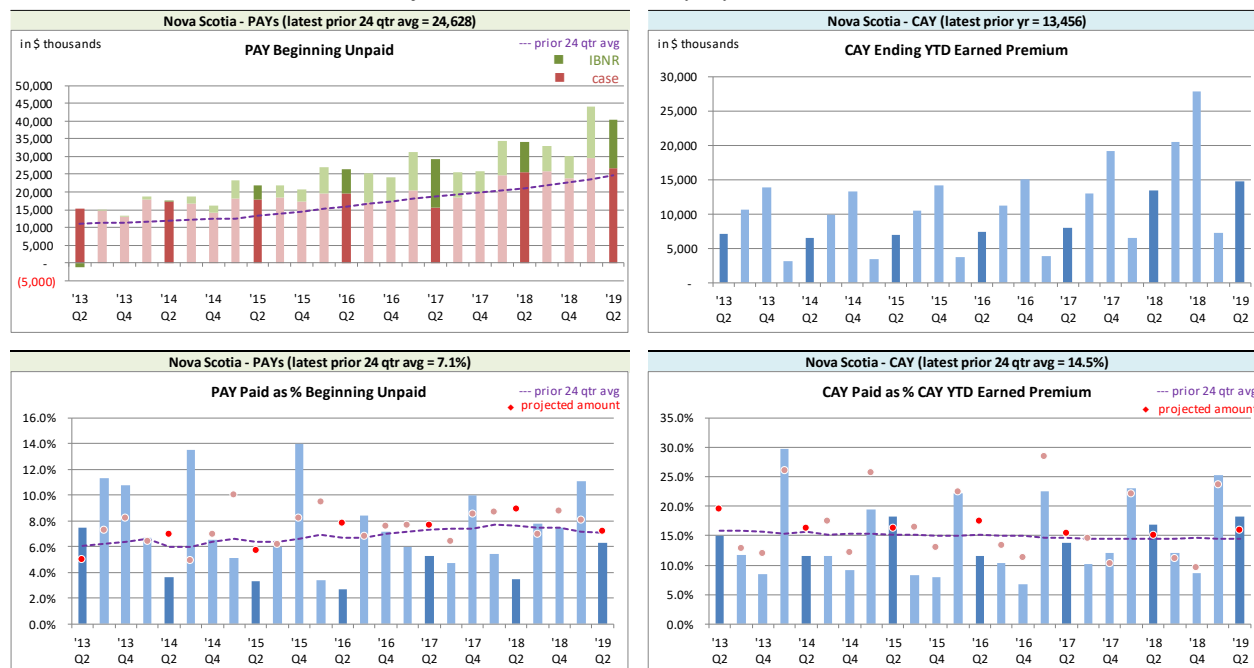 Nova Scotia - PAYs (latest prior 24 qtr avg = 24,628)
in $ thousands
PAY Beginning Unpaid
--- prior 24 qtr avg
IBNR
case
50,000
45,000
40,000
35,000
30,000
25,000
20,000
15,000
10,000
5,000
-
(5,000)
'13 '13 '14 '14 '15 '15 '16 '16 '17 '17 '18 '18 '19
Q2 Q4 Q2 Q4 Q2 Q4 Q2 Q4 Q2 Q4 Q2 Q4 Q2
Nova Scotia - CAY (latest prior yr = 13,456)
in $ thousands
CAY Ending YTD Earned Premium
30,000
25,000
20,000
15,000
10,000
5,000
-
'13 '13 '14 '14 '15 '15 '16 '16 '17 '17 '18 '18 '19
Q2 Q4 Q2 Q4 Q2 Q4 Q2 Q4 Q2 Q4 Q2 Q4 Q2
Nova Scotia - PAYs (latest prior 24 qtr avg = 7.1%)
PAY Paid as % Beginning Unpaid
--- prior 24 qtr avg
projected amount
16.0%
14.0%
12.0%
10.0%
8.0%
6.0%
4.0%
2.0%
0.0%
'13 '13 '14 '14 '15 '15 '16 '16 '17 '17 '18 '18 '19
Q2 Q4 Q2 Q4 Q2 Q4 Q2 Q4 Q2 Q4 Q2 Q4 Q2
Nova Scotia - CAY (latest prior 24 qtr avg = 14.5%)
CAY Paid as % CAY YTD Earned Premium
--- prior 24 qtr avg
projected amount
35.0%
30.0%
25.0%
20.0%
15.0%
10.0%
5.0%
0.0%
'13 '13 '14 '14 '15 '15 '16 '16 '17 '17 '18 '18 '19
Q2 Q4 Q2 Q4 Q2 Q4 Q2 Q4 Q2 Q4 Q2 Q4 Q2